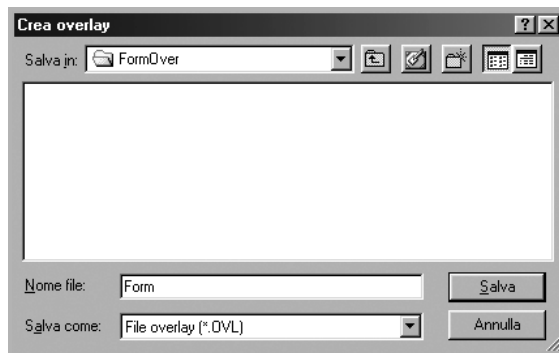 Crea overlay
Salva in: FormOver
Nome file: Form Salva
Salva come: File overlay (*.OVL) Annulla